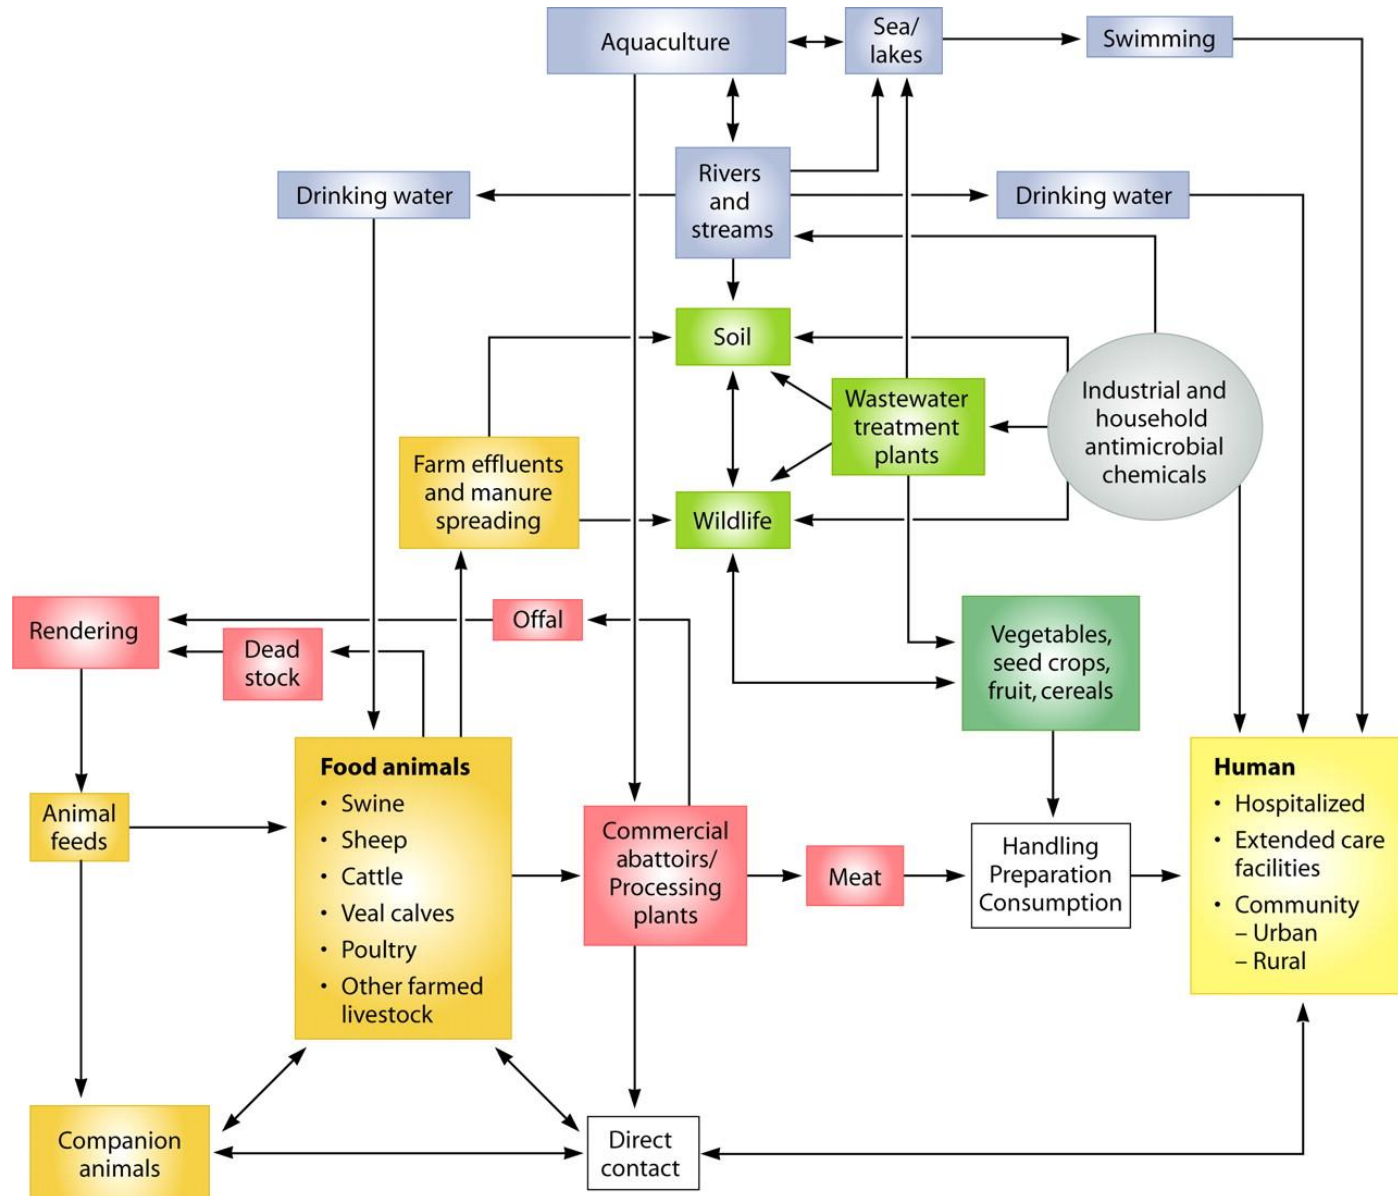 Aquaculture
Sea/
lakes
Swimming
Drinking water
Rivers
and
streams
Drinking water
Soil
Wastewater
treatment
plants
Industrial and
household
antimicrobial
chemicals
Farm effluents
and manure
spreading
Wildlife
Rendering
Offal
Dead
stock
Vegetables,
seed crops,
fruit, cereals
Animal
feeds
Food animals
• Swine
• Sheep
• Cattle
• Veal calves
• Poultry
• Other farmed
livestock
Commercial
abattoirs/
Processing
plants
Meat
Handling
Preparation
Consumption
Human
• Hospitalized
• Extended care
facilities
• Community
– Urban
– Rural
Companion
animals
Direct
contact